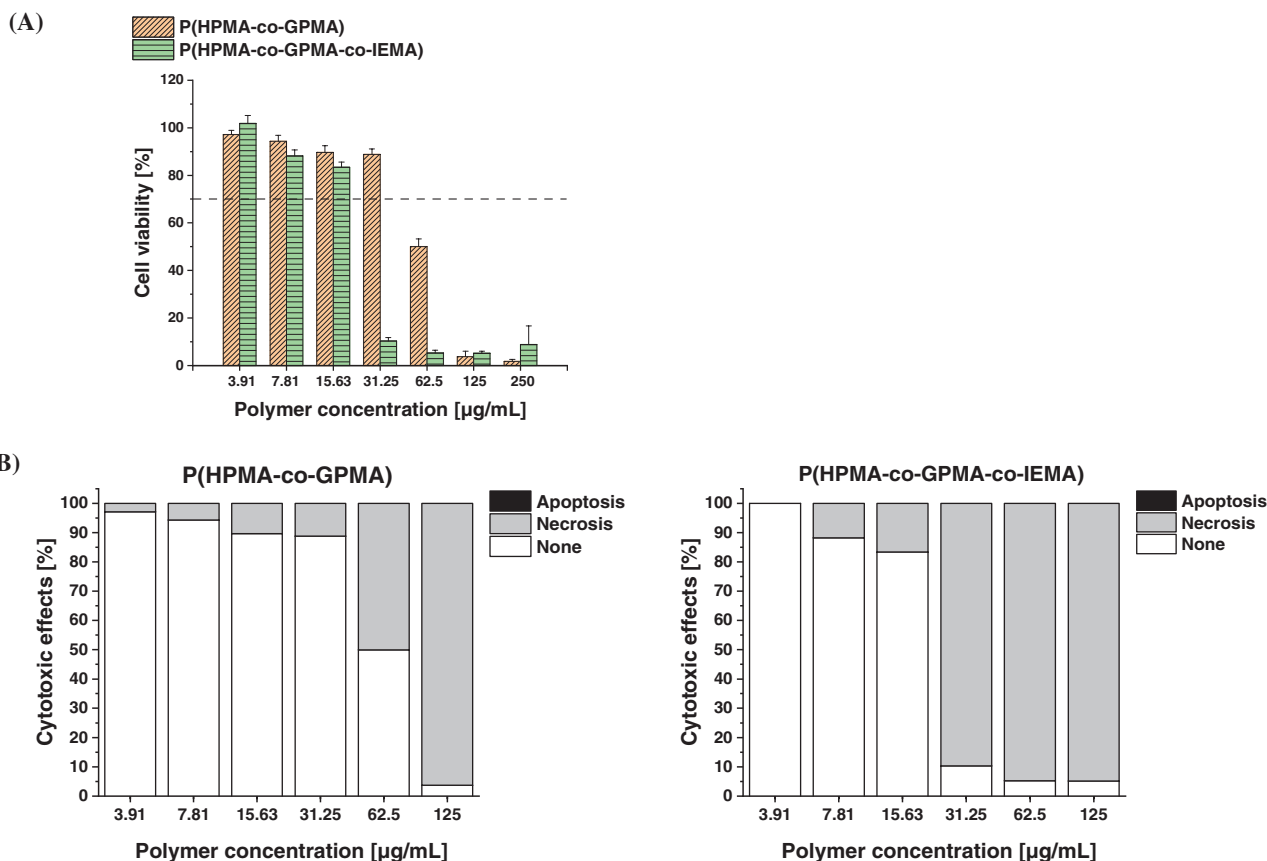 (A)
P(HPMA-co-GPMA)
P(HPMA-co-GPMA-co-IEMA)
120
100
80
60
40
20
0
Cell viability [%]
3.91 7.81 15.63 31.25 62.5 125 250
Polymer concentration [µg/mL]
B)
P(HPMA-co-GPMA)
100
90
80
70
60
50
40
30
20
10
0
Cytotoxic effects [%]
Apoptosis
Necrosis
None
3.91 7.81 15.63 31.25 62.5 125
Polymer concentration [µg/mL]
P(HPMA-co-GPMA-co-IEMA)
100
90
80
70
60
50
40
30
20
10
0
Cytotoxic effects [%]
Apoptosis
Necrosis
None
3.91 7.81 15.63 31.25 62.5 125
Polymer concentration [µg/mL]